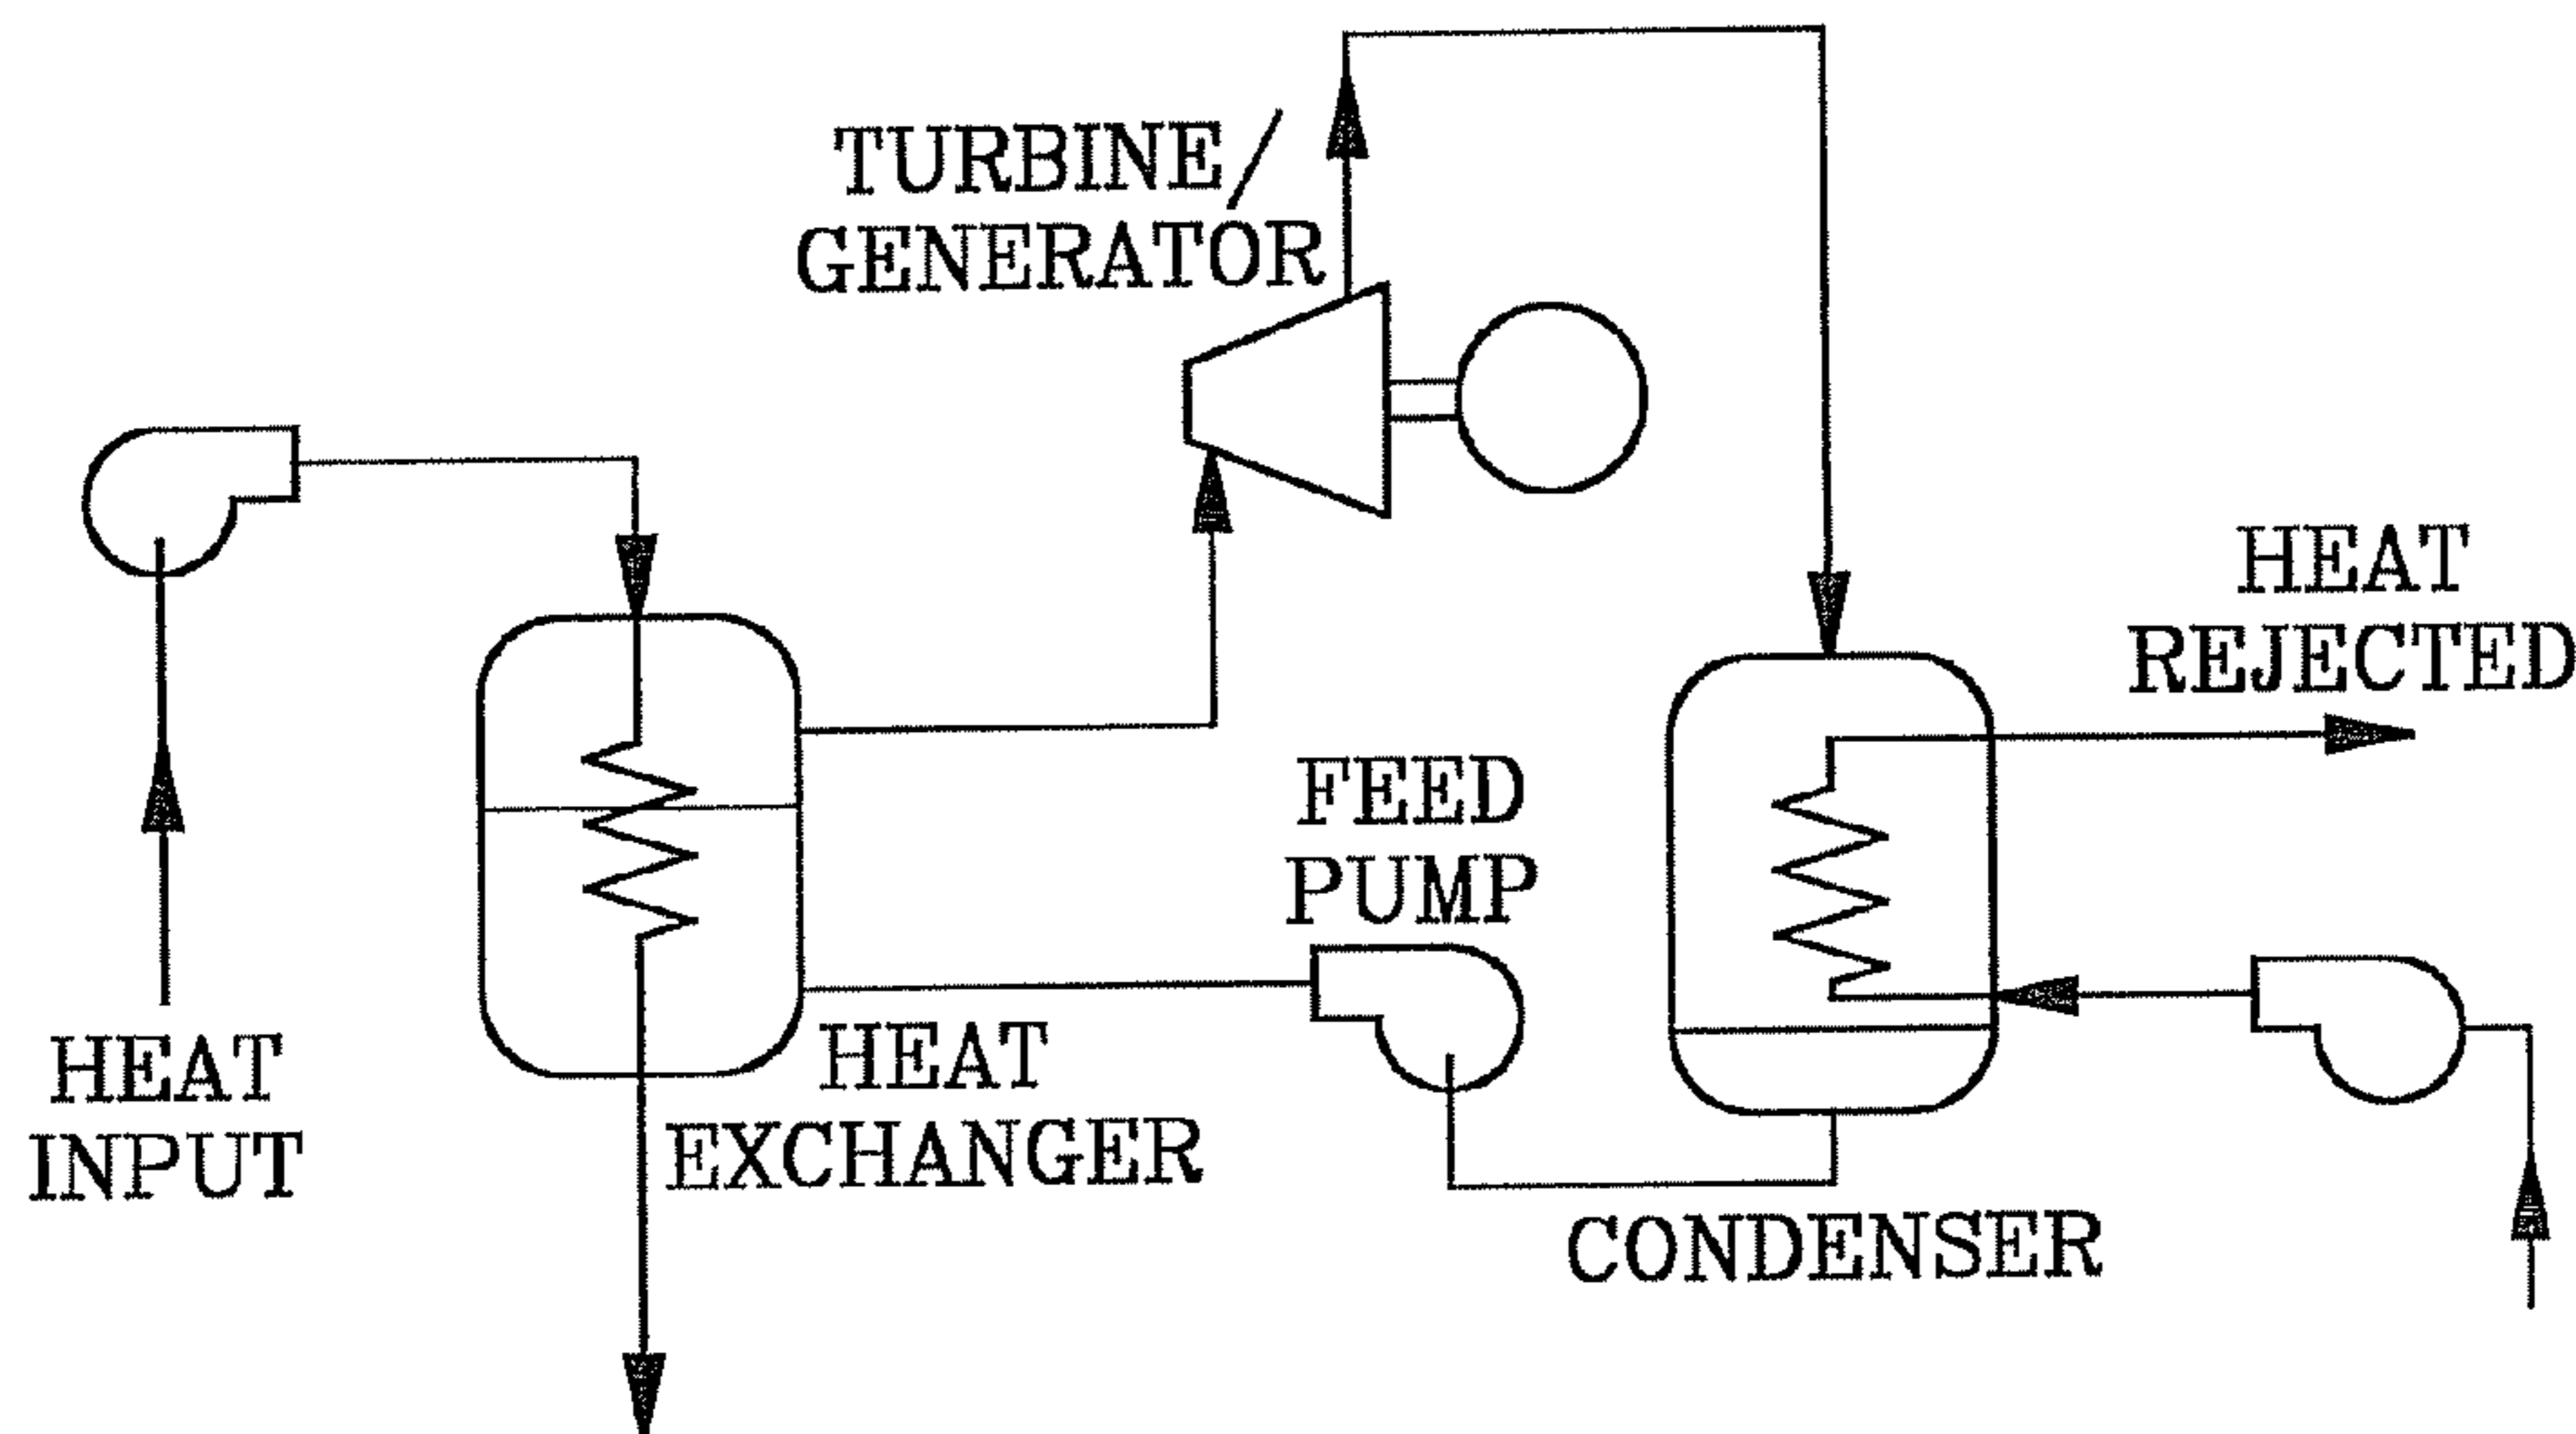 TURBINE/
GENERATOR
HEAT
REJECTED
FEED
PUMP
HEAT
INPUT
HEAT
EXCHANGER
CONDENSER